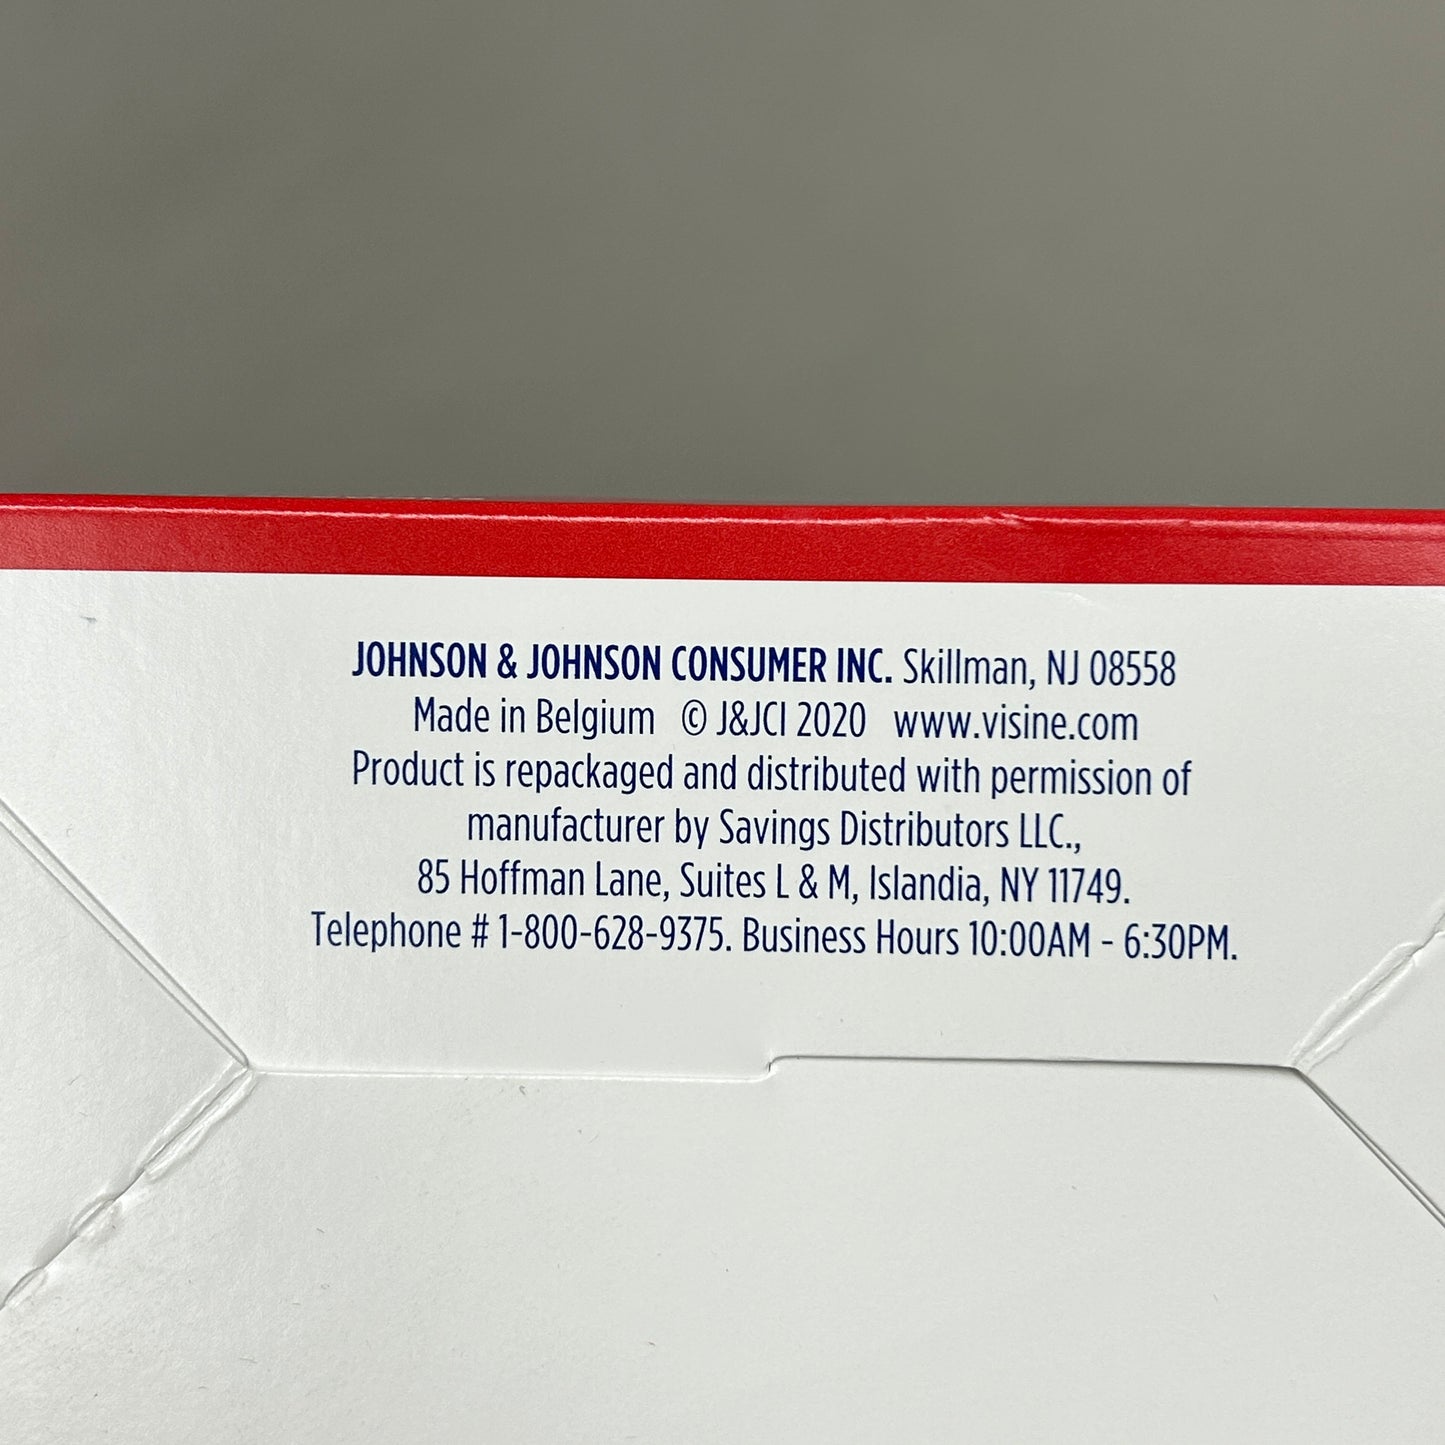 JOHNSON & JOHNSON CONSUMER INC. Skillman, NJ 08558
Made in Belgium © J&JCI 2020 www.visine.com
Product is repackaged and distributed with permission of
manufacturer by Savings Distributors LLC.,
85 Hoffman Lane, Suites L & M, Islandia, NY 11749.
Telephone # 1-800-628-9375. Business Hours 10:00AM - 6:30PM.